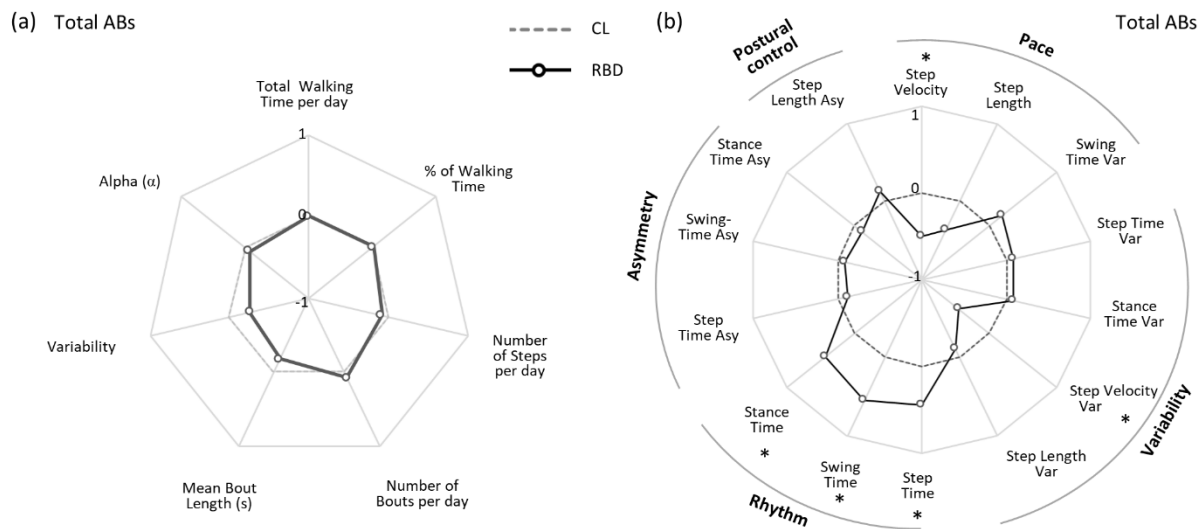 (a) Total ABs
CL
RBD
Total Walking
Time per day
% of Walking
Time
Number
of Steps
per day
Number of
Bouts per day
Mean Bout
Length (s)
Variability
Alpha (α)
1
0
-1
(b)
Total ABs
Postural
control
Pace
Variability
Rhythm
Asymmetry
*
Step
Velocity
Step
Length
Swing
Time Var
Step Time
Var
Stance
Time Var
Step Velocity
Var
*
Step Length
Var
Step
Time
*
Swing
Time
*
Stance
Time
*
Step
Time Asy
Swing-
Time Asy
Stance
Time Asy
Step
Length Asy
1
0
-1